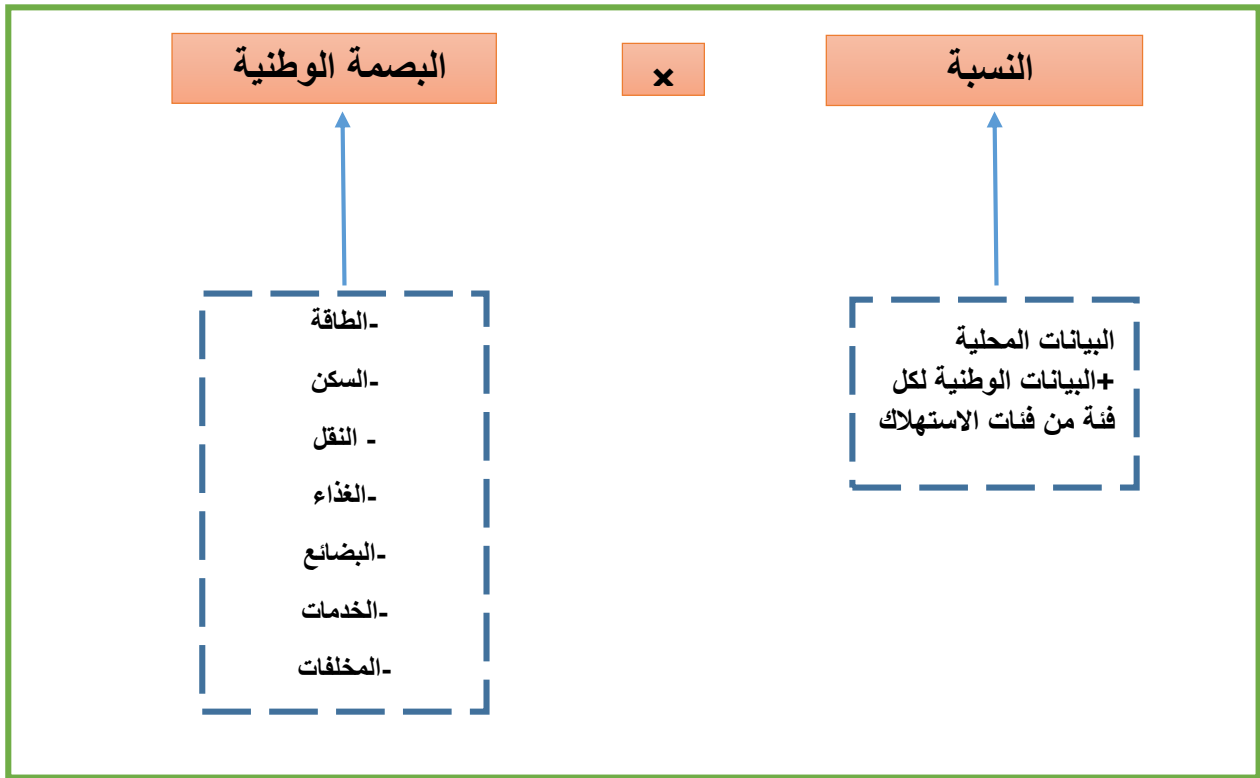 النسبة
×
البصمة الوطنية
البيانات المحلية
+البيانات الوطنية لكل
فئة من فئات الاستهلاك
-الطاقة
-السكن
- النقل
-الغذاء
-البضائع
-الخدمات
-المخلفات